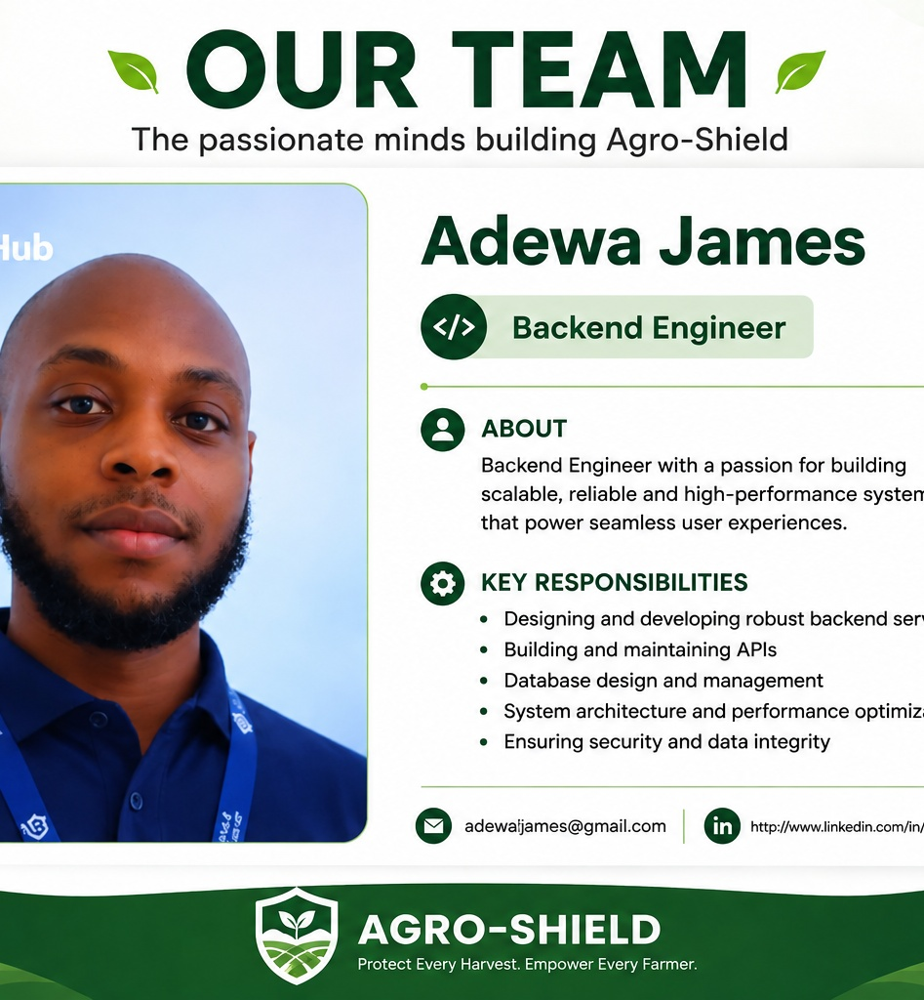 OUR TEAM
The passionate minds building Agro-Shield
Hub
Adewa James
</> Backend Engineer
ABOUT
Backend Engineer with a passion for building
scalable, reliable and high-performance system
that power seamless user experiences.
KEY RESPONSIBILITIES
• Designing and developing robust backend serv
• Building and maintaining APIs
• Database design and management
• System architecture and performance optimiza
• Ensuring security and data integrity
in http://www.linkedin.com/in/
AGRO-SHIELD
Protect Every Harvest. Empower Every Farmer.